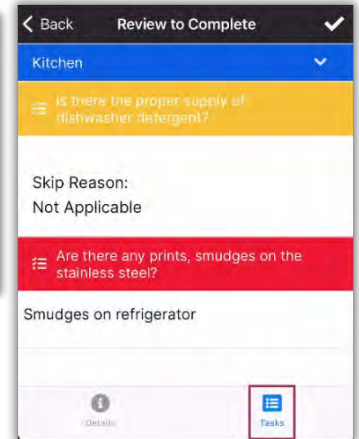 Back Review to Complete
Kitchen
Is there the proper supply of
dishwasher detergent?
Skip Reason:
Not Applicable
Are there any prints, smudges on the
stainless steel?
Smudges on refrigerator
Details Tasks